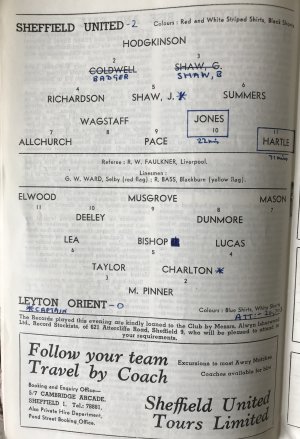 SHEFFIELD UNITED -2 Colours: Red and White Striped Shirts, Black Shorts
HODGKINSON
2 3
COLDWELL SHAW, G.
BADGER SHAW, B
4 5 6
RICHARDSON SHAW, J. * SUMMERS
WAGSTAFF JONES
7 8 9 10 11
ALLCHURCH PACE 22 mins HARTLE
71 mins
Referee: R. W. FAULKNER, Liverpool.
Linesmen:
G. W. WARD, Selby (red flag); R. BASS, Blackburn (yellow flag).
ELWOOD MUSGROVE MASON
11 10 9 8 7
DEELEY DUNMORE
LEA BISHOP LUCAS
6 5 4
TAYLOR CHARLTON *
3 2
M. PINNER
LEYTON ORIENT -0 Colours: Blue Shirts, White Shorts
* CAPTAIN ATT:-
The Records played this evening are kindly loaned to the Club by Messrs.
Ltd., Record Stockists, of 621 Attercliffe Road, Sheffield 9, who will be pleased to attend to
your requirements.
Follow your team
Travel by Coach
Excursions to most Away Matches
Coaches available for hire
Booking and Enquiry Office—
5/7 CAMBRIDGE ARCADE,
SHEFFIELD 1. Tel.: 78881,
Also Private Hire Department,
Pond Street Booking Office.
Sheffield United
Tours Limited